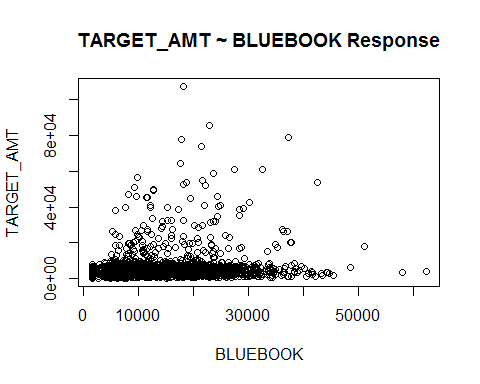 TARGET_AMT ~ BLUEBOOK Response
TARGET_AMT
8e+04
4e+04
0e+00
0 10000 30000 50000
BLUEBOOK